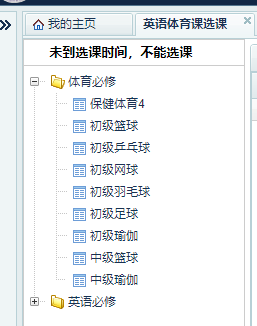 我的主页
英语体育课选课
未到选课时间，不能选课
体育必修
保健体育4
初级篮球
初级乒乓球
初级网球
初级羽毛球
初级足球
初级瑜伽
中级篮球
中级瑜伽
英语必修